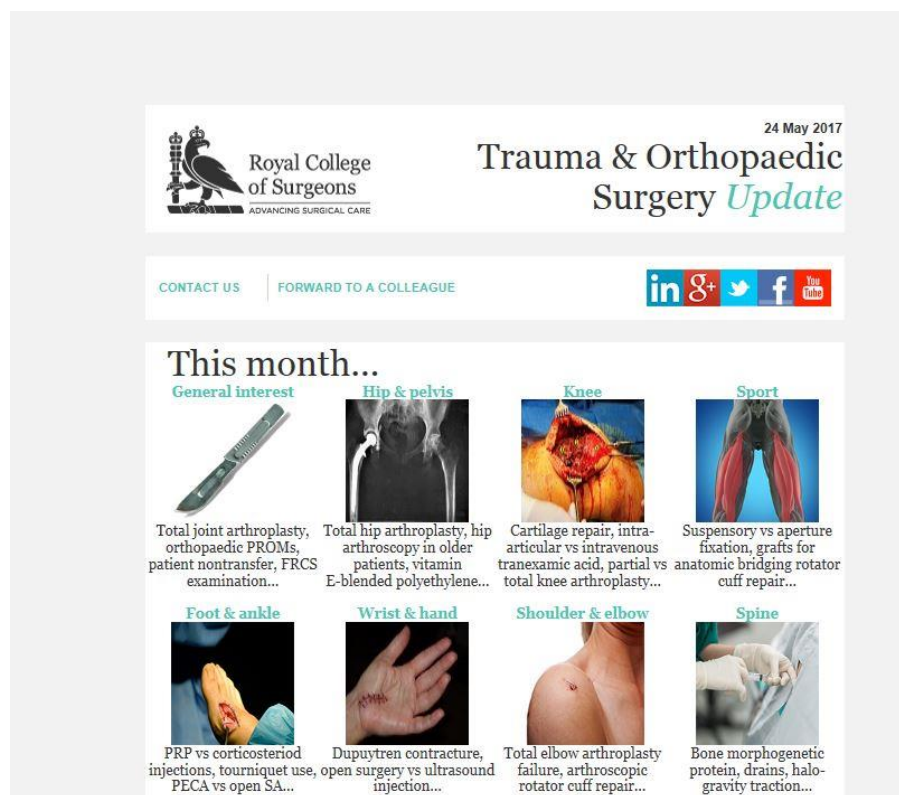 24 May 2017
Royal College
of Surgeons
ADVANCING SURGICAL CARE
Trauma & Orthopaedic
Surgery Update
CONTACT US
FORWARD TO A COLLEAGUE
in
g+
f
You
Tube
This month...
General interest
Total joint arthroplasty,
orthopaedic PROMs,
patient nontransfer, FRCS
examination...
Hip & pelvis
Total hip arthroplasty, hip
arthroscopy in older
patients, vitamin
E-blended polyethylene...
Knee
Cartilage repair, intra-
articular vs intravenous
tranexamic acid, partial vs
total knee arthroplasty...
Sport
Suspensory vs aperture
fixation, grafts for
anatomic bridging rotator
cuff repair...
Foot & ankle
PRP vs corticosteriod
injections, tourniquet use,
PECA vs open SA...
Wrist & hand
Dupuytren contracture,
open surgery vs ultrasound
injection...
Shoulder & elbow
Total elbow arthroplasty
failure, arthroscopic
rotator cuff repair...
Spine
Bone morphogenetic
protein, drains, halo-
gravity traction...